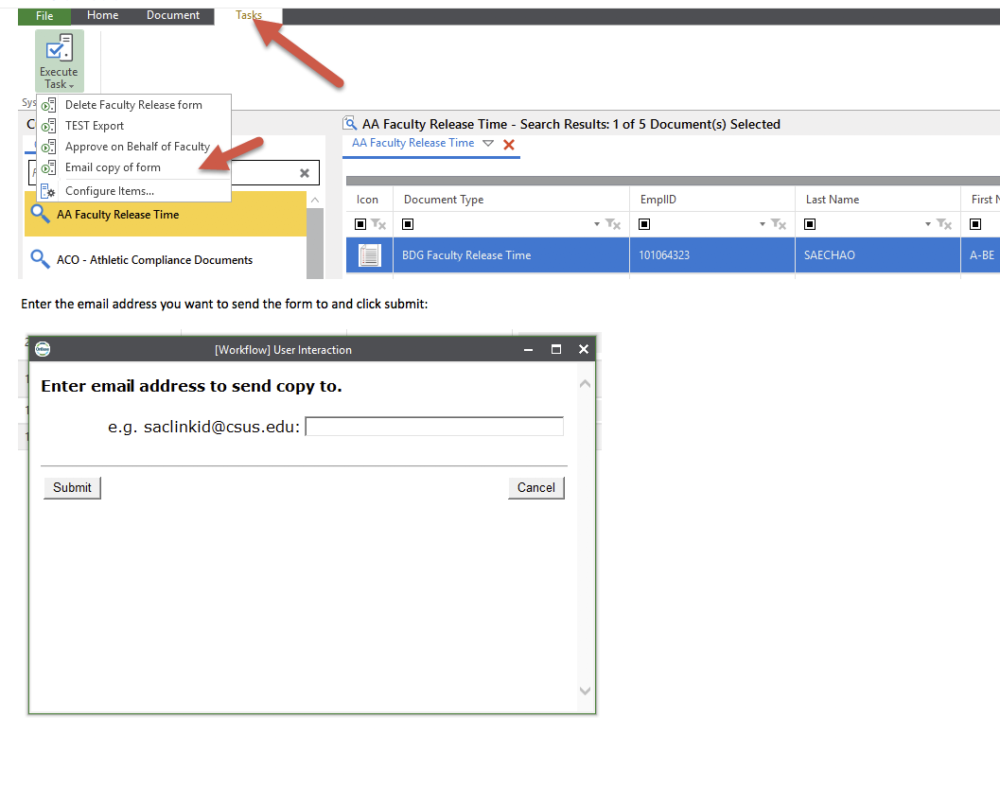 File Home Document Tasks
Execute
Task
Sys
Delete Faculty Release form
TEST Export
Approve on Behalf of Faculty
Email copy of form
Configure Items...
AA Faculty Release Time
ACO - Athletic Compliance Documents
AA Faculty Release Time - Search Results: 1 of 5 Document(s) Selected
AA Faculty Release Time
Icon Document Type EmplID Last Name First N
BDG Faculty Release Time 101064323 SAECHAO A-BE
Enter the email address you want to send the form to and click submit:
[Workflow] User Interaction
Enter email address to send copy to.
e.g. saclinkid@csus.edu:
Submit Cancel